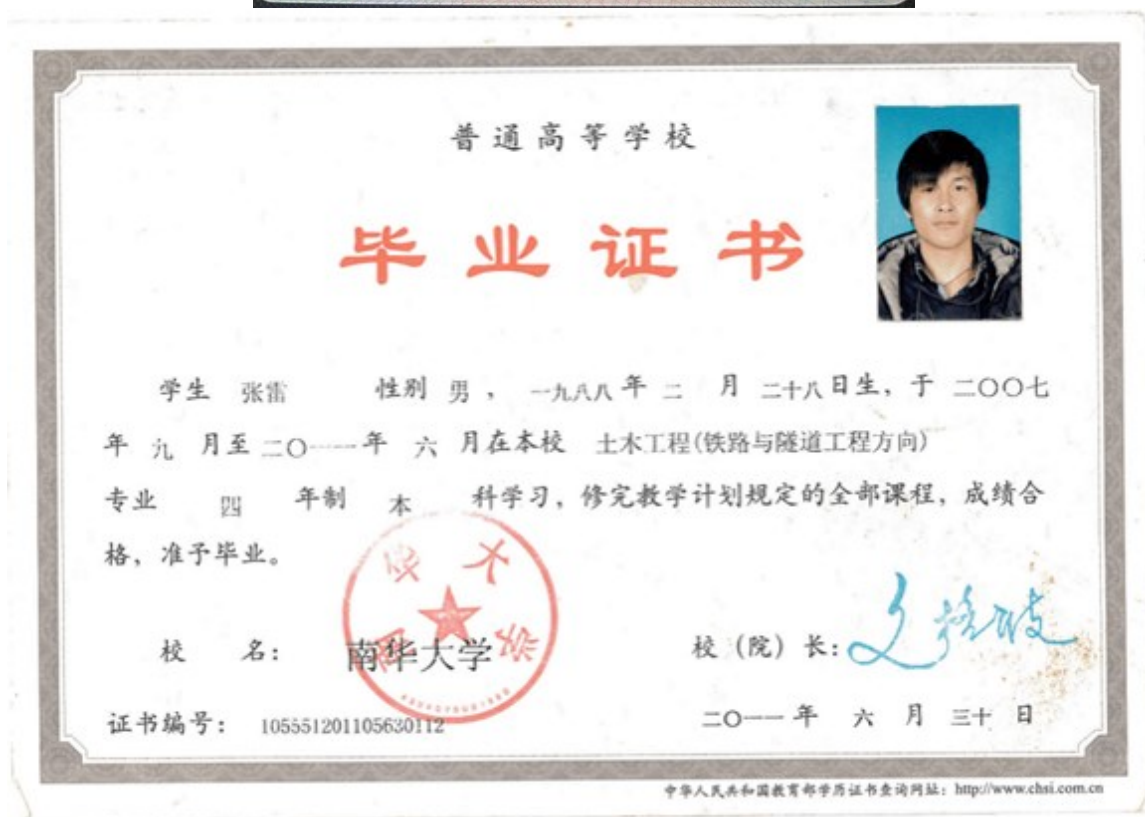 普通高等学校
毕业证书
学生 张雷 性别 男 ， 一九八八 年 二 月 二十八 日生，于 二〇〇七
年 九 月至 二〇一一 年 六 月在本校 土木工程(铁路与隧道工程方向)
专业 四 年制 本 科学习，修完教学计划规定的全部课程，成绩合
格，准予毕业。
校 名： 南华大学
校（院）长：
南华大学
证书编号： 105551201105630112
二〇一一 年 六 月 三十 日
中华人民共和国教育部学历证书查询网址：http://www.chsi.com.cn